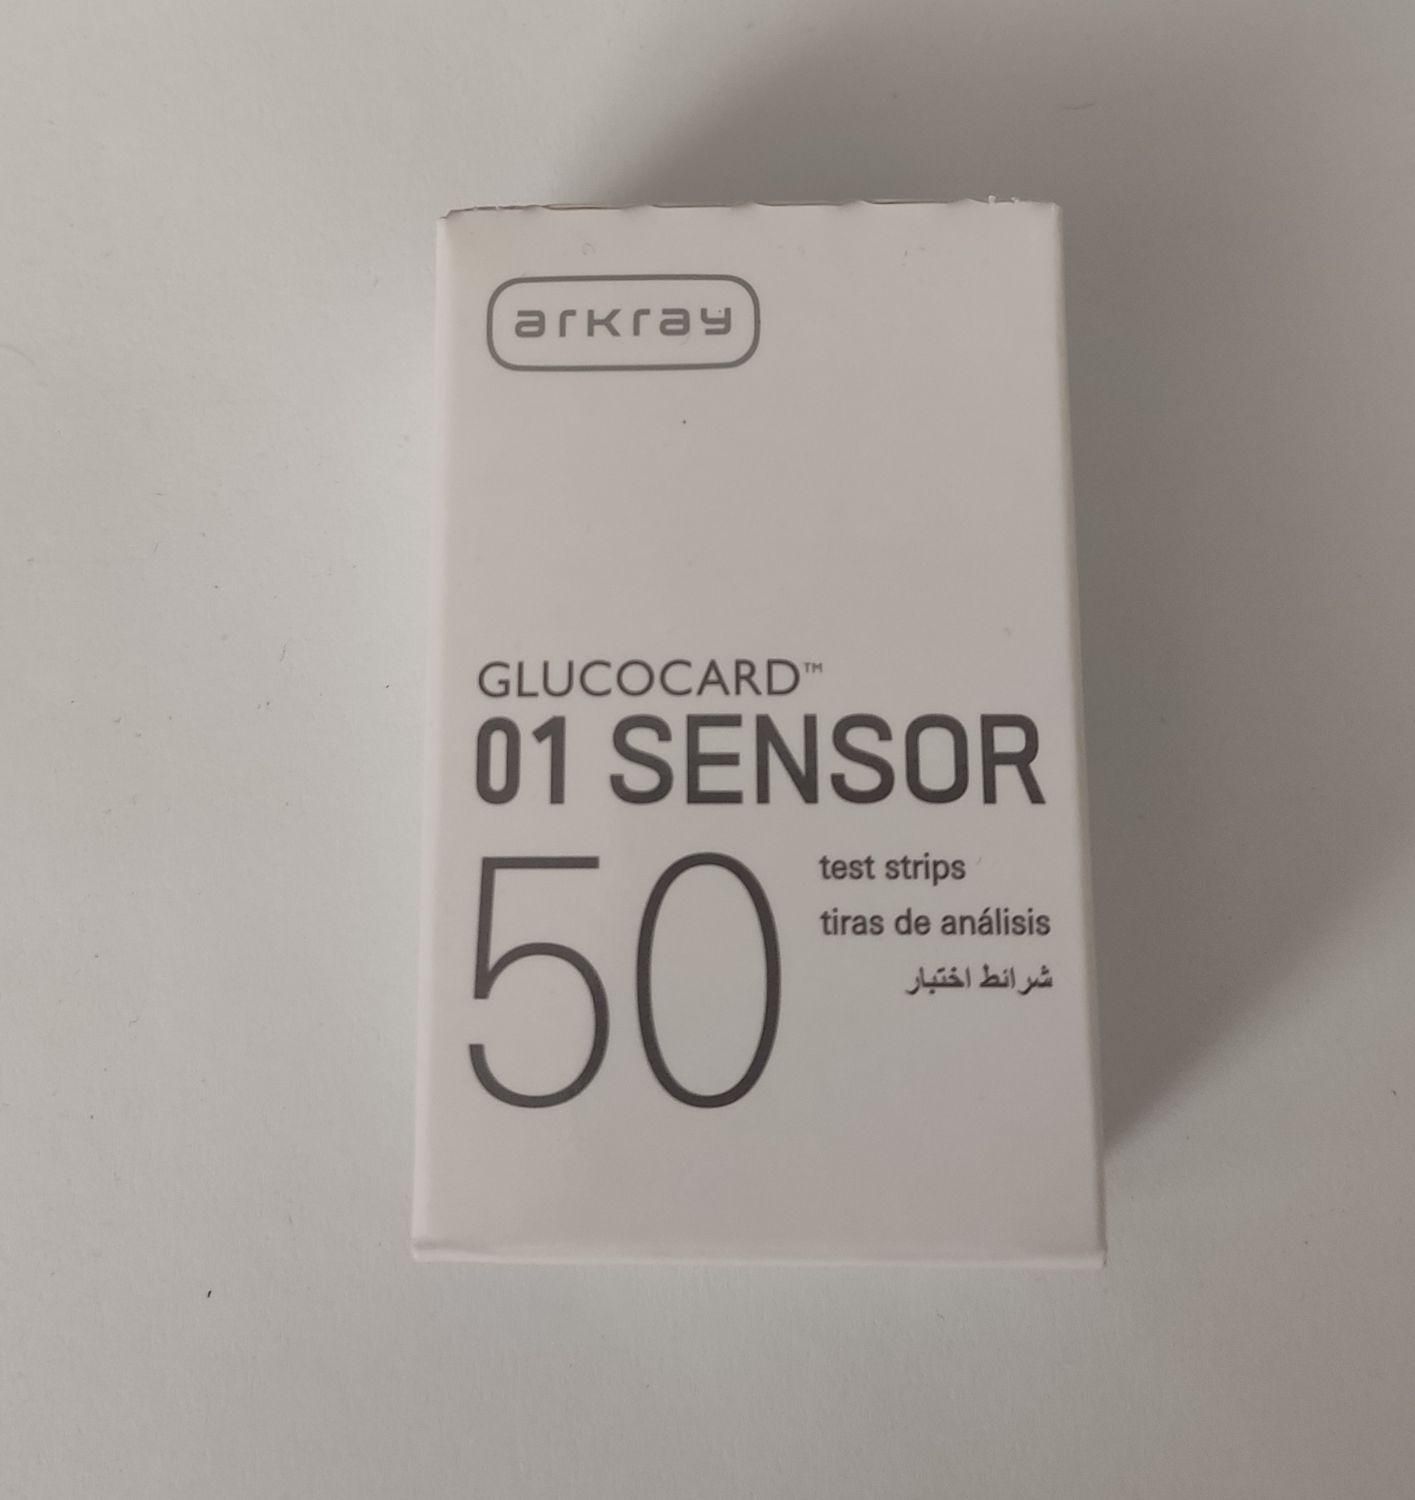 arkray
GLUCOCARD™
01 SENSOR
50
test strips
tiras de análisis
شرائط اختبار